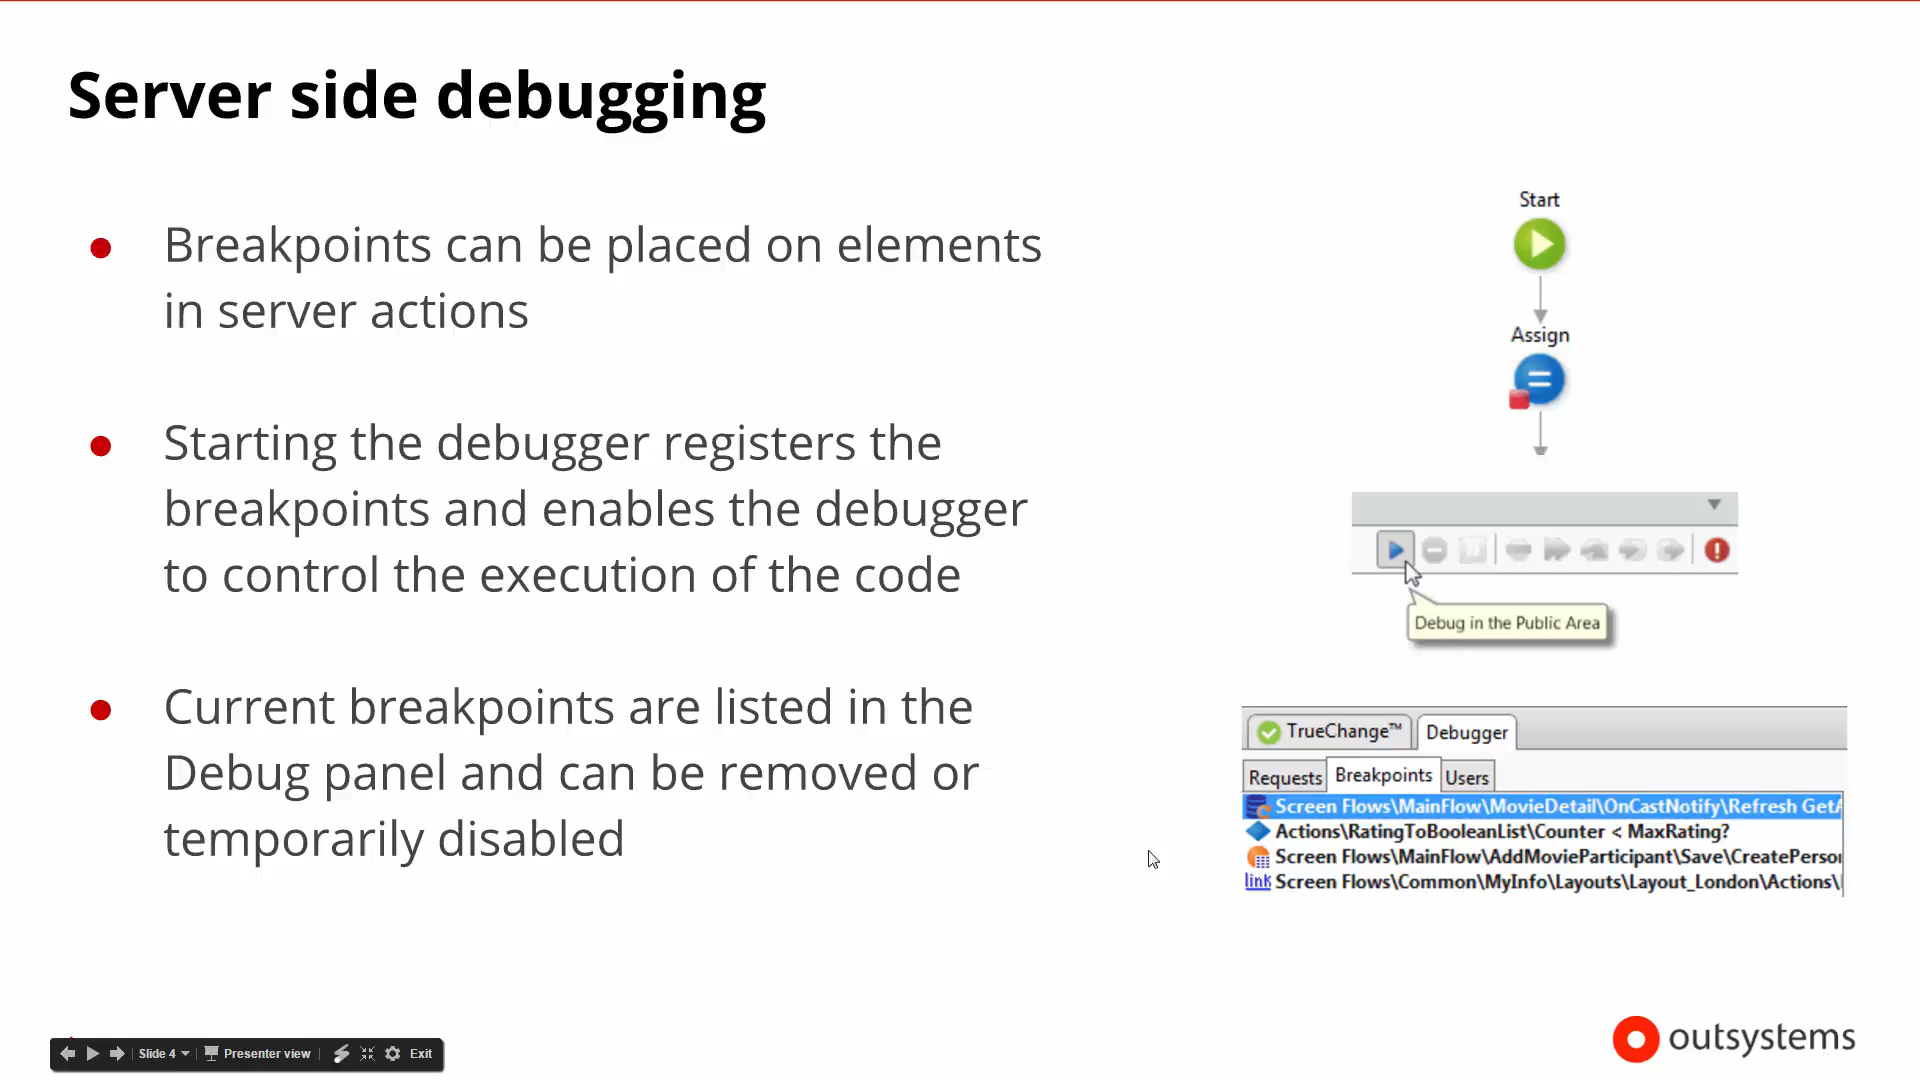 Server side debugging
Breakpoints can be placed on elements
in server actions
Starting the debugger registers the
breakpoints and enables the debugger
to control the execution of the code
Current breakpoints are listed in the
Debug panel and can be removed or
temporarily disabled
Start
Assign
Debug in the Public Area
TrueChange™ Debugger
Requests Breakpoints Users
Screen Flows\MainFlow\MovieDetail\OnCastNotify\Refresh GetA
Actions\RatingToBooleanList\Counter < MaxRating?
Screen Flows\MainFlow\AddMovieParticipant\Save\CreatePerson
link Screen Flows\Common\MyInfo\Layouts\Layout_London\Actions\
Slide 4 Presenter view Exit
outsystems